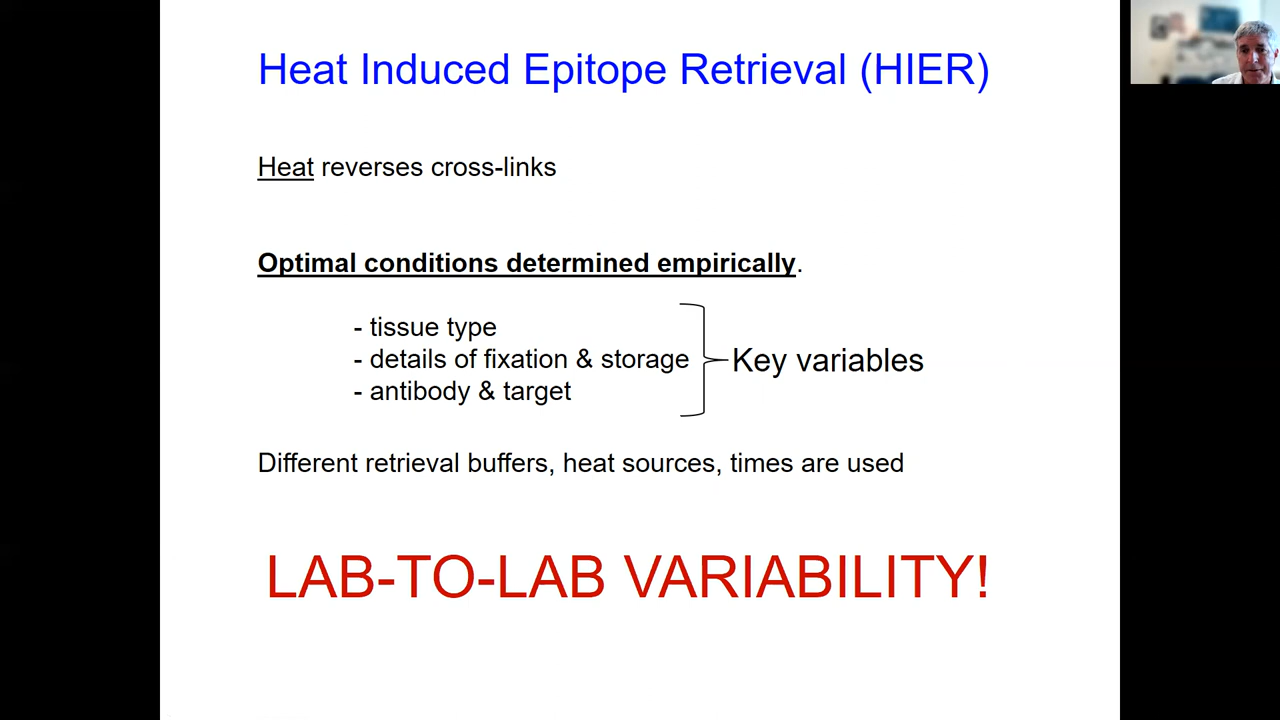 Heat Induced Epitope Retrieval (HIER)
Heat reverses cross-links
Optimal conditions determined empirically.
- tissue type
- details of fixation & storage
- antibody & target
Key variables
Different retrieval buffers, heat sources, times are used
LAB-TO-LAB VARIABILITY!